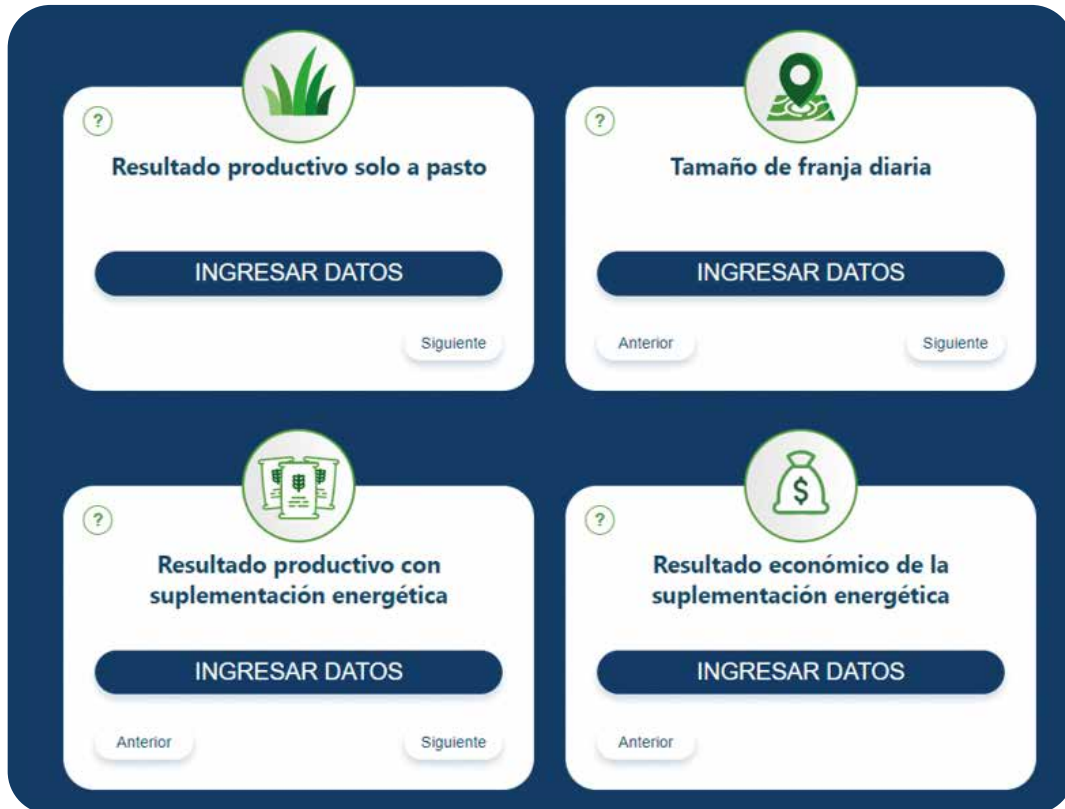 ?
Resultado productivo solo a pasto
INGRESAR DATOS
Siguiente
?
Tamaño de franja diaria
INGRESAR DATOS
Anterior
Siguiente
?
Resultado productivo con
suplementación energética
INGRESAR DATOS
Anterior
Siguiente
$
?
Resultado económico de la
suplementación energética
INGRESAR DATOS
Anterior